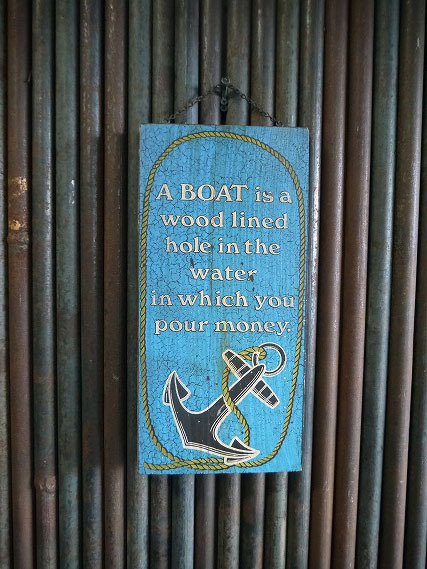 A BOAT is a
wood lined
hole in the
water
in which you
pour money.